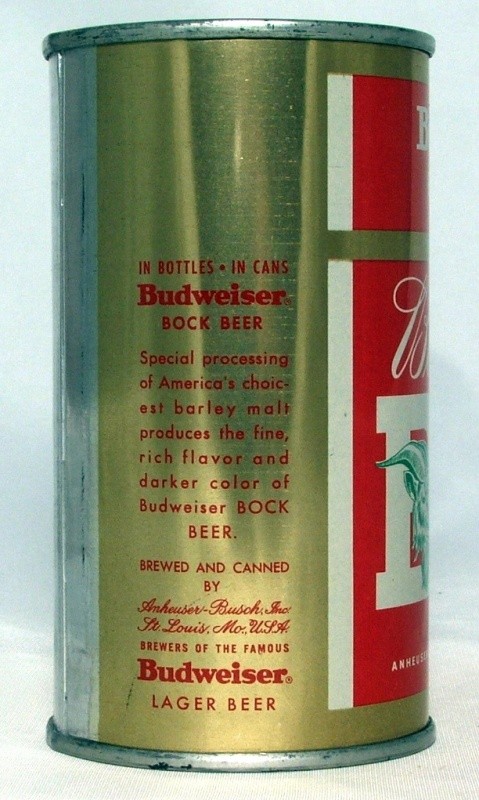 IN BOTTLES • IN CANS
Budweiser®
BOCK BEER
Special processing
of America's choic-
est barley malt
produces the fine,
rich flavor and
darker color of
Budweiser BOCK
BEER.
BREWED AND CANNED
BY
Anheuser-Busch, Inc.
St. Louis, Mo., U.S.A.
BREWERS OF THE FAMOUS
Budweiser®
LAGER BEER